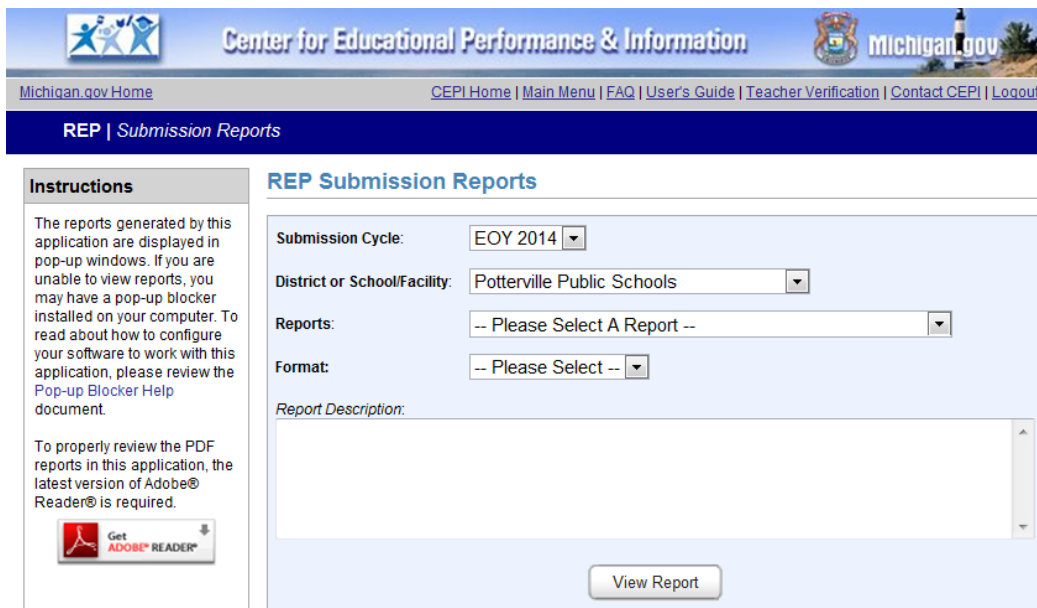 Center for Educational Performance & Information
Michigan.gov
Michigan.gov Home
CEPI Home | Main Menu | FAQ | User's Guide | Teacher Verification | Contact CEPI | Logout
REP | Submission Reports
Instructions
The reports generated by this
application are displayed in
pop-up windows. If you are
unable to view reports, you
may have a pop-up blocker
installed on your computer. To
read about how to configure
your software to work with this
application, please review the
Pop-up Blocker Help
document.
To properly review the PDF
reports in this application, the
latest version of Adobe®
Reader® is required.
Get
ADOBE® READER®
REP Submission Reports
Submission Cycle: EOY 2014
District or School/Facility: Potterville Public Schools
Reports: -- Please Select A Report --
Format: -- Please Select --
Report Description:
View Report